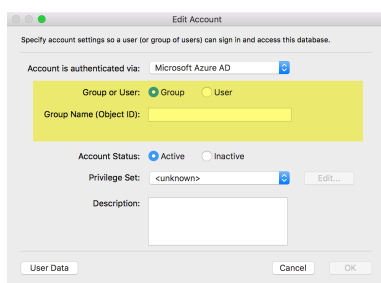 Edit Account
Specify account settings so a user (or group of users) can sign in and access this database.
Account is authenticated via: Microsoft Azure AD
Group or User: Group User
Group Name (Object ID):
Account Status: Active Inactive
Privilege Set: <unknown> Edit...
Description:
User Data Cancel OK